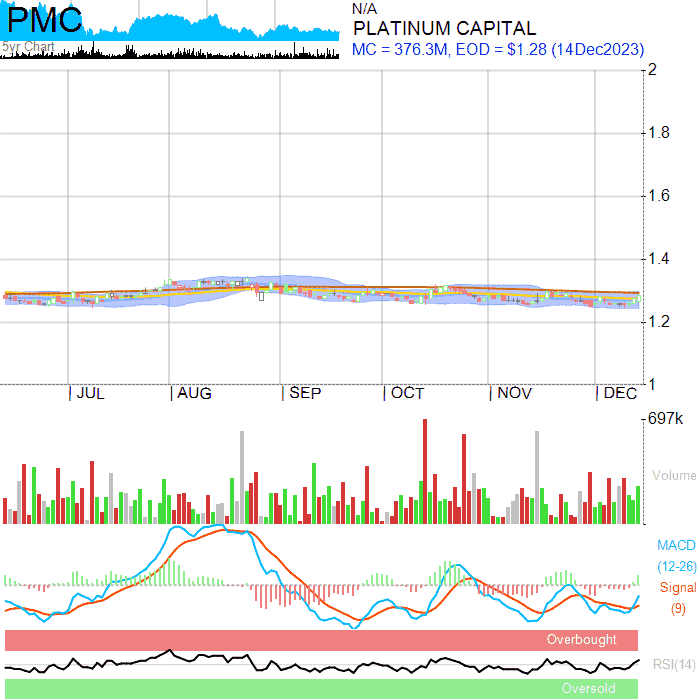 PMC
5yr Chart
N/A
PLATINUM CAPITAL
MC = 376.3M, EOD = $1.28 (14Dec2023)
2
1.8
1.6
1.4
1.2
1
JUL AUG SEP OCT NOV DEC
697k
Volume
MACD
(12-26)
Signal
(9)
Overbought
RSI(14)
Oversold